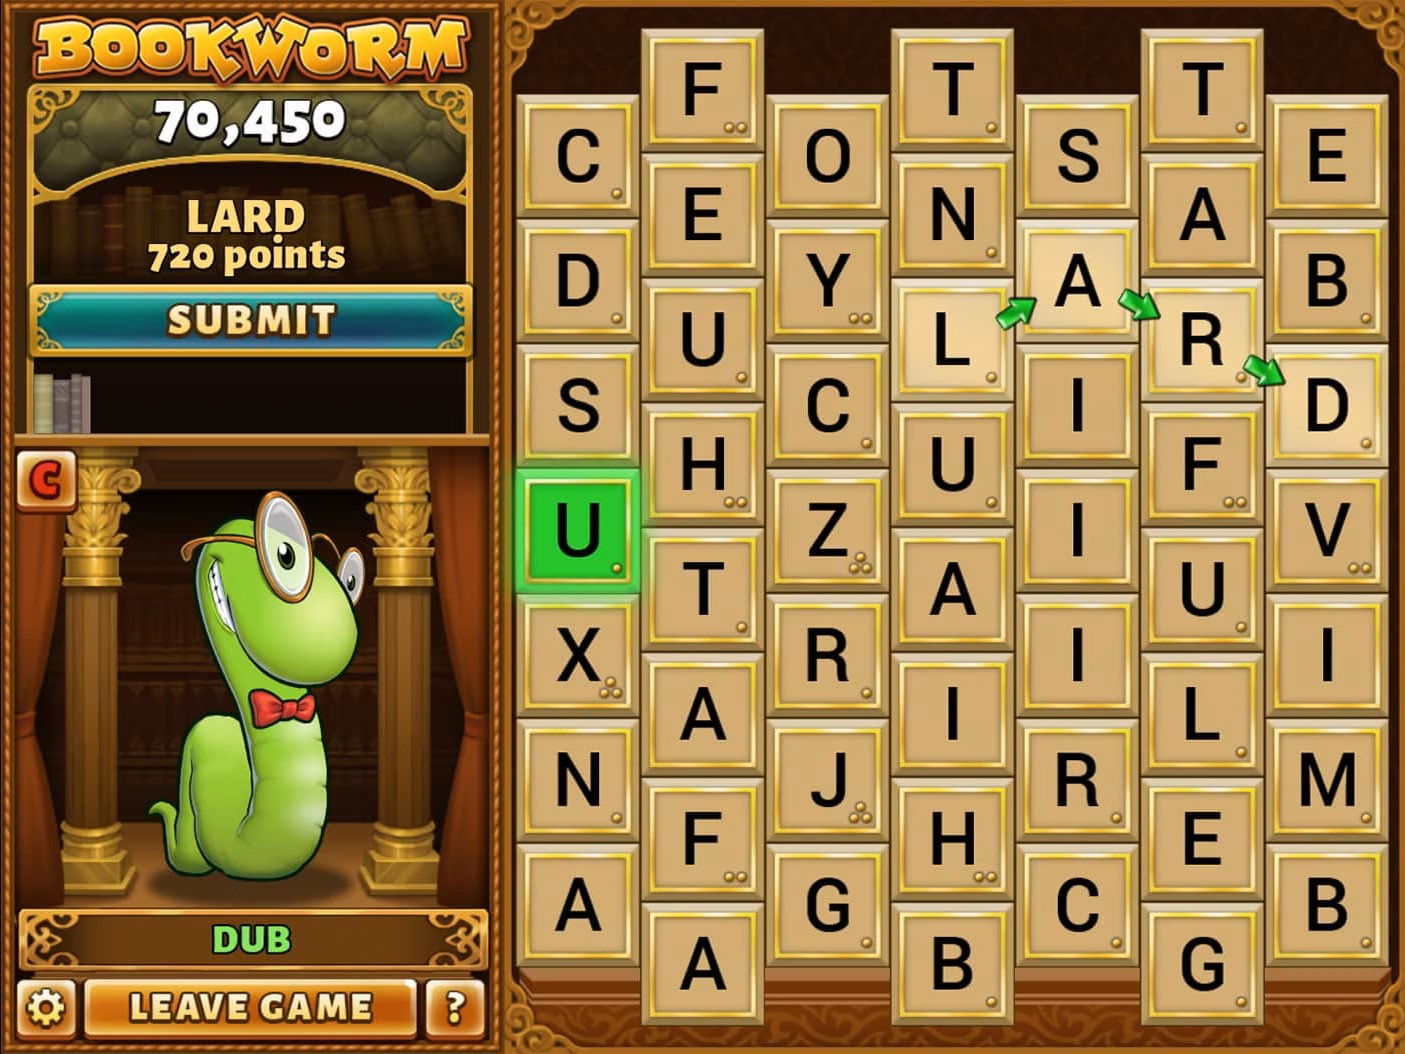 BOOKWORM
70,450
LARD
720 points
SUBMIT
C
DUB
LEAVE GAME
?
F T T
C O S E
E N A
D Y A B
U L R
S C I D
H U F
U Z I V
T A U
X R I I
A I L
N J R M
F H E
A G C B
A B G